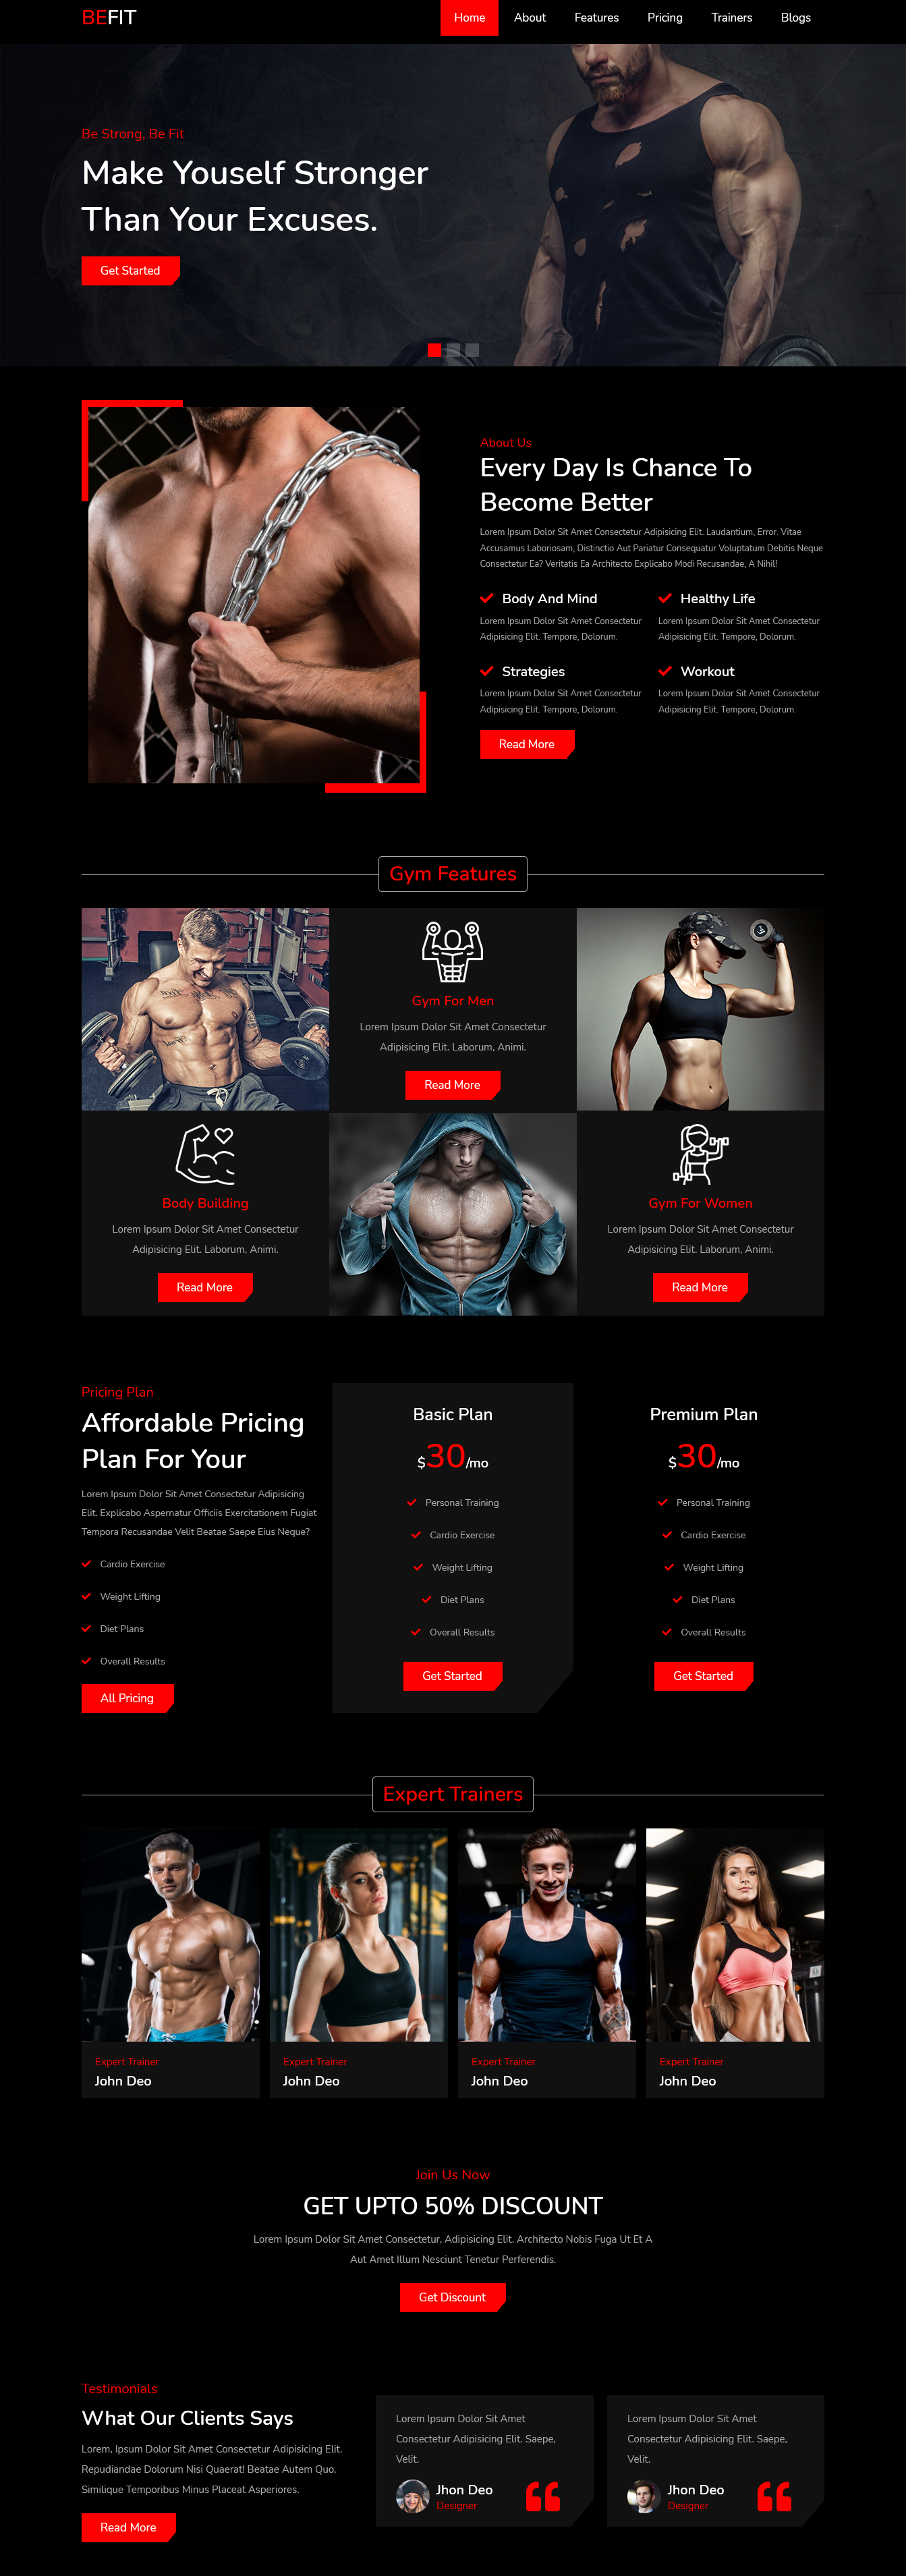 BEFIT
Home About Features Pricing Trainers Blogs
Be Strong, Be Fit
Make Youself Stronger
Than Your Excuses.
Get Started
About Us
Every Day Is Chance To
Become Better
Lorem Ipsum Dolor Sit Amet Consectetur Adipisicing Elit. Laudantium, Error. Vitae
Accusamus Laboriosam, Distinctio Aut Pariatur Consequatur Voluptatum Debitis Neque
Consectetur Ea? Veritatis Ea Architecto Explicabo Modi Recusandae, A Nihil!
Body And Mind
Lorem Ipsum Dolor Sit Amet Consectetur
Adipisicing Elit. Tempore, Dolorum.
Healthy Life
Lorem Ipsum Dolor Sit Amet Consectetur
Adipisicing Elit. Tempore, Dolorum.
Strategies
Lorem Ipsum Dolor Sit Amet Consectetur
Adipisicing Elit. Tempore, Dolorum.
Workout
Lorem Ipsum Dolor Sit Amet Consectetur
Adipisicing Elit. Tempore, Dolorum.
Read More
Gym Features
Gym For Men
Lorem Ipsum Dolor Sit Amet Consectetur
Adipisicing Elit. Laborum, Animi.
Read More
Body Building
Lorem Ipsum Dolor Sit Amet Consectetur
Adipisicing Elit. Laborum, Animi.
Read More
Gym For Women
Lorem Ipsum Dolor Sit Amet Consectetur
Adipisicing Elit. Laborum, Animi.
Read More
Pricing Plan
Affordable Pricing
Plan For Your
Lorem Ipsum Dolor Sit Amet Consectetur Adipisicing
Elit. Explicabo Aspernatur Officiis Exercitationem Fugiat
Tempora Recusandae Velit Beatae Saepe Eius Neque?
Cardio Exercise
Weight Lifting
Diet Plans
Overall Results
All Pricing
Basic Plan
$30/mo
Personal Training
Cardio Exercise
Weight Lifting
Diet Plans
Overall Results
Get Started
Premium Plan
$30/mo
Personal Training
Cardio Exercise
Weight Lifting
Diet Plans
Overall Results
Get Started
Expert Trainers
Expert Trainer
John Deo
Expert Trainer
John Deo
Expert Trainer
John Deo
Expert Trainer
John Deo
Join Us Now
GET UPTO 50% DISCOUNT
Lorem Ipsum Dolor Sit Amet Consectetur, Adipisicing Elit. Architecto Nobis Fuga Ut Et A
Aut Amet Illum Nesciunt Tenetur Perferendis.
Get Discount
Testimonials
What Our Clients Says
Lorem, Ipsum Dolor Sit Amet Consectetur Adipisicing Elit.
Repudiandae Dolorum Nisi Quaerat! Beatae Autem Quo,
Similique Temporibus Minus Placeat Asperiores.
Read More
Lorem Ipsum Dolor Sit Amet
Consectetur Adipisicing Elit. Saepe,
Velit.
Jhon Deo
Designer
Lorem Ipsum Dolor Sit Amet
Consectetur Adipisicing Elit. Saepe,
Velit.
Jhon Deo
Designer